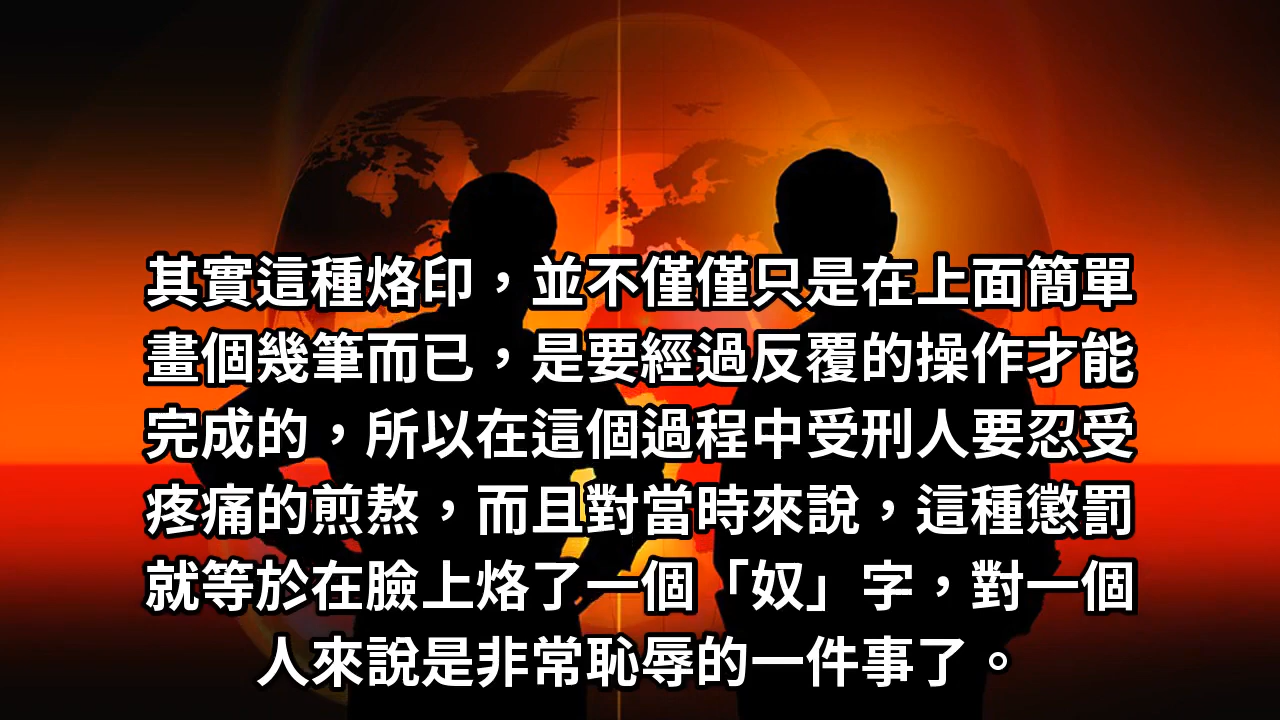 其實這種烙印，並不僅僅只是在上面簡單
畫個幾筆而已，是要經過反覆的操作才能
完成的，所以在這個過程中受刑人要忍受
疼痛的煎熬，而且對當時來說，這種懲罰
就等於在臉上烙了一個「奴」字，對一個
人來說是非常恥辱的一件事了。